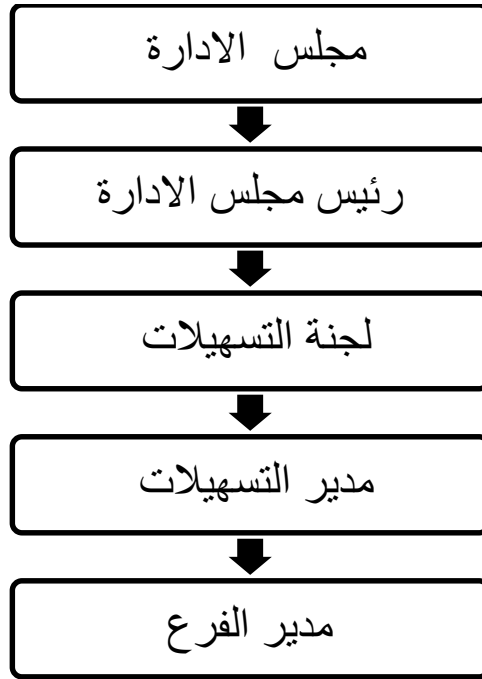 مجلس الادارة
رئيس مجلس الادارة
لجنة التسهيلات
مدير التسهيلات
مدير الفرع